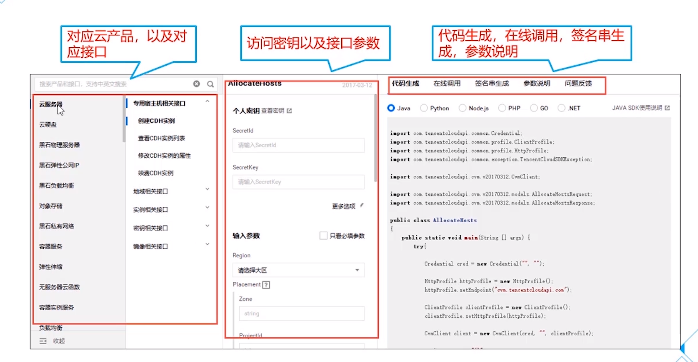 对应云产品，以及对
应接口
访问密钥以及接口参数
代码生成，在线调用，签名串生
成，参数说明
搜索产品和接口，支持中英文搜索
云服务器
云硬盘
黑石物理服务器
黑石弹性公网IP
黑石负载均衡
对象存储
黑石私有网络
容器服务
弹性伸缩
无服务器云函数
容器实例服务
负载均衡
收起
专用宿主机相关接口
创建CDH实例
查看CDH实例列表
修改CDH实例的属性
地域相关接口
实例相关接口
密钥相关接口
镜像相关接口
AllocateHosts
2017-03-12
个人密钥 查看密钥
SecretId
请输入SecretId
SecretKey
请输入SecretKey
更多选项
输入参数
只看必填参数
Region
请选择大区
Placement
Zone
string
ProjectId
代码生成 在线调用 签名串生成 参数说明 问题反馈
Java Python Node.js PHP GO .NET JAVA SDK使用说明
import com.tencentcloudapi.common.Credential;
import com.tencentcloudapi.common.profile.ClientProfile;
import com.tencentcloudapi.common.profile.HttpProfile;
import com.tencentcloudapi.common.exception.TencentCloudSDKException;
import com.tencentcloudapi.cvm.v20170312.CvmClient;
import com.tencentcloudapi.cvm.v20170312.models.AllocateHostsRequest;
import com.tencentcloudapi.cvm.v20170312.models.AllocateHostsResponse;
public class AllocateHosts
{
public static void main(String [] args) {
try{
Credential cred = new Credential("", "");
HttpProfile httpProfile = new HttpProfile();
httpProfile.setEndpoint("cvm.tencentcloudapi.com");
ClientProfile clientProfile = new ClientProfile();
clientProfile.setHttpProfile(httpProfile);
CvmClient client = new CvmClient(cred, "", clientProfile);